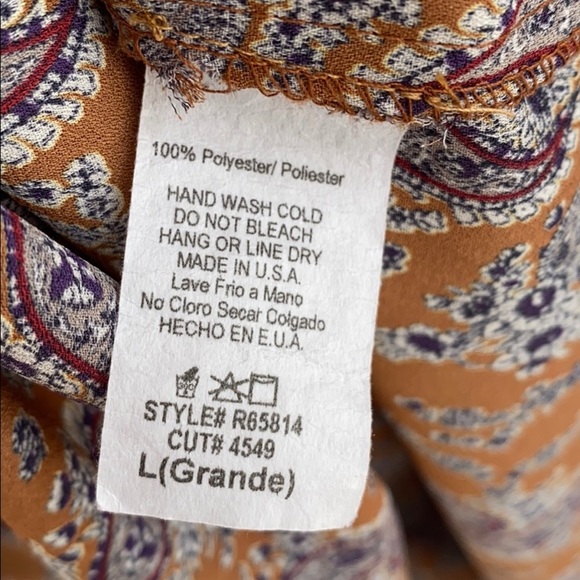 100% Polyester/ Poliester
HAND WASH COLD
DO NOT BLEACH
HANG OR LINE DRY
MADE IN U.S.A.
Lave Frio a Mano
No Cloro Secar Colgado
HECHO EN E.U.A.
STYLE# R65814
CUT# 4549
L(Grande)